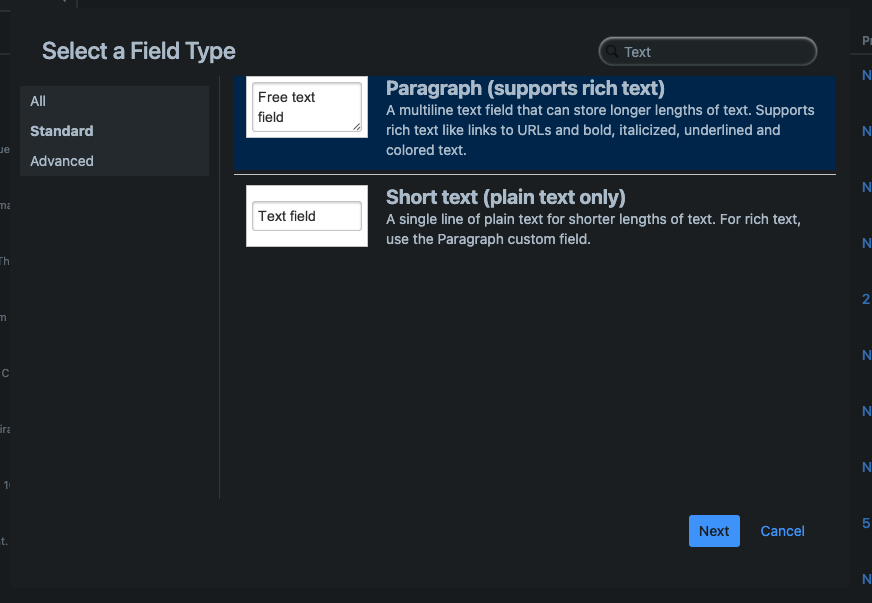 Select a Field Type
Text
All
Standard
Advanced
Free text
field
Paragraph (supports rich text)
A multiline text field that can store longer lengths of text. Supports
rich text like links to URLs and bold, italicized, underlined and
colored text.
Text field
Short text (plain text only)
A single line of plain text for shorter lengths of text. For rich text,
use the Paragraph custom field.
Next
Cancel